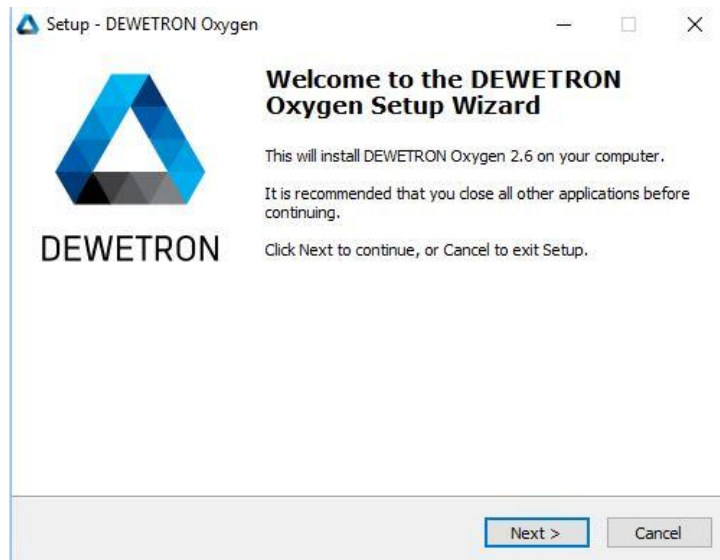 Setup - DEWETRON Oxygen
Welcome to the DEWETRON
Oxygen Setup Wizard
This will install DEWETRON Oxygen 2.6 on your computer.
It is recommended that you close all other applications before
continuing.
Click Next to continue, or Cancel to exit Setup.
DEWETRON
Next >
Cancel